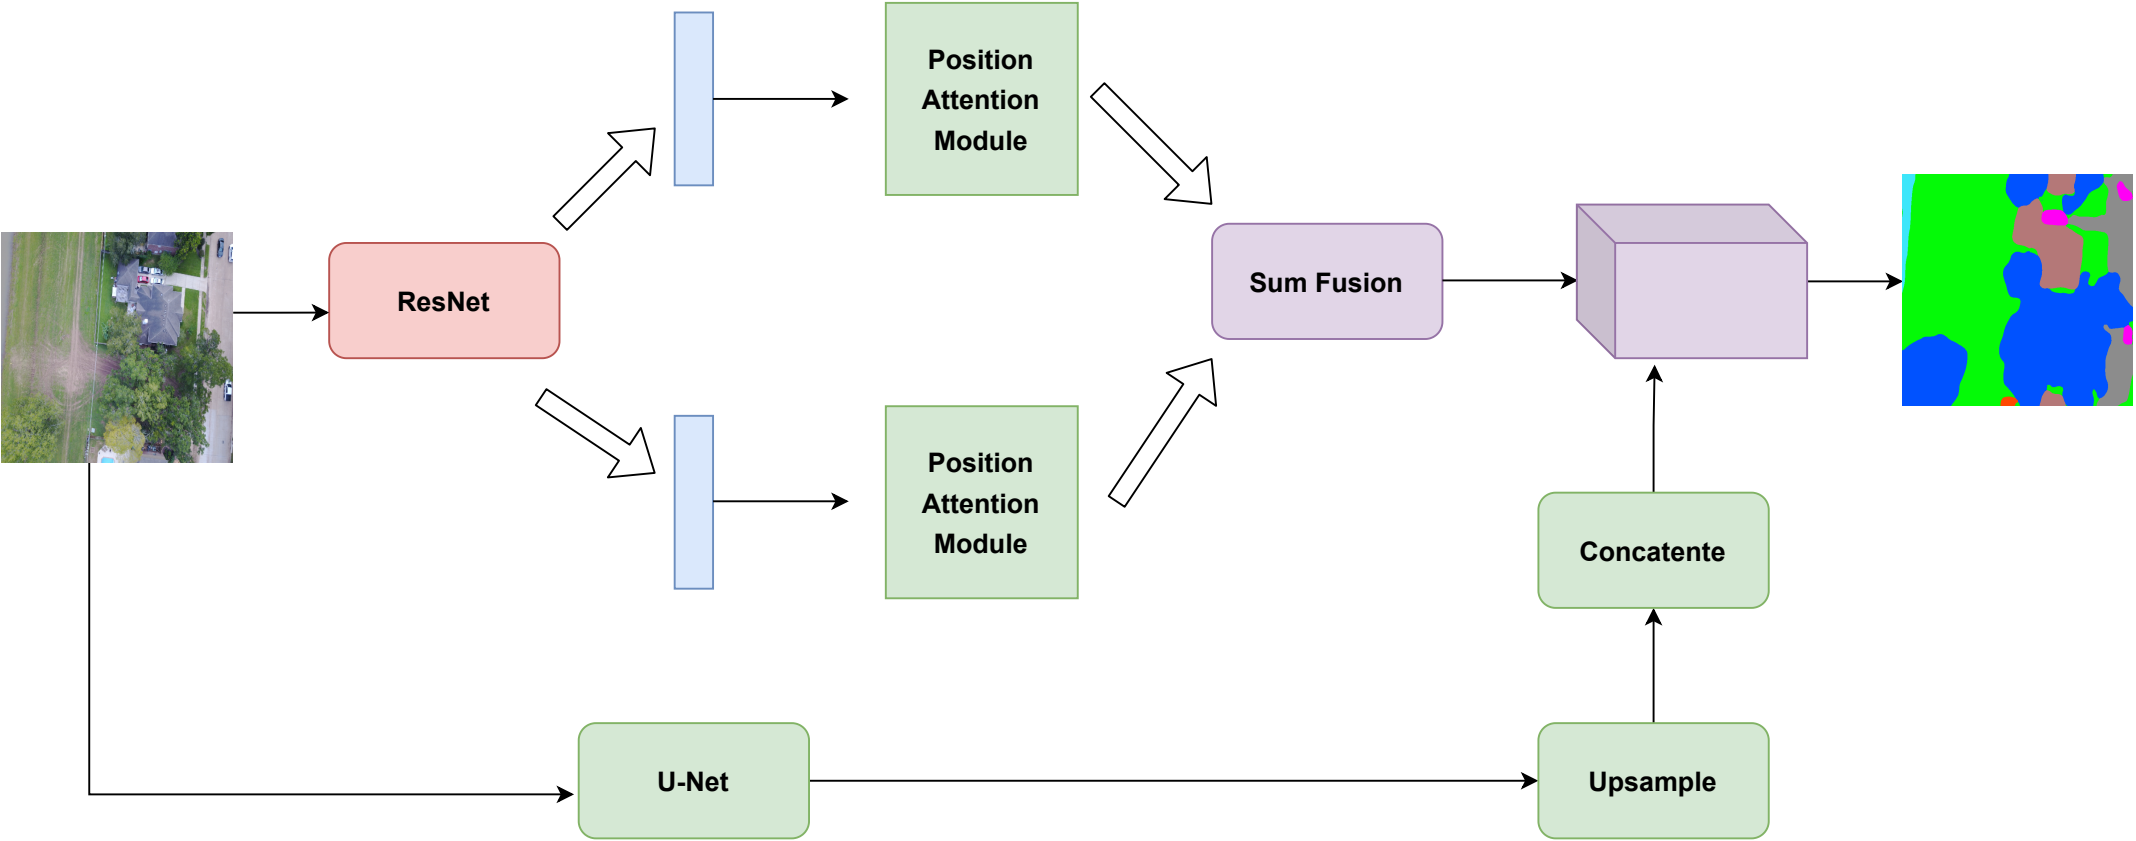 Position
Attention
Module
ResNet
Sum Fusion
Position
Attention
Module
Concatente
U-Net
Upsample